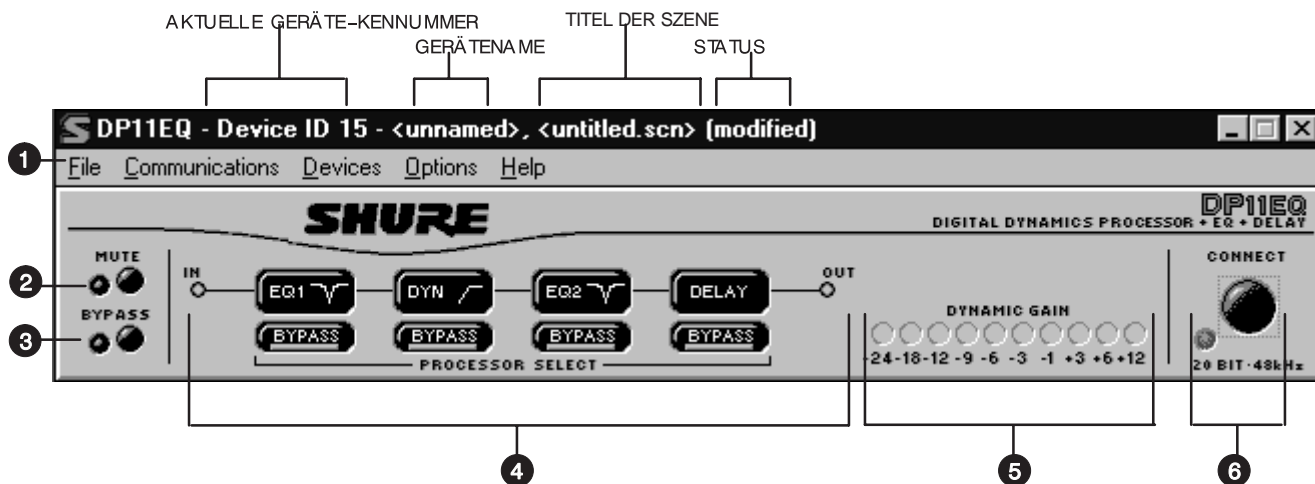 AKTUELLE GERÄTE–KENNUMMER
TITEL DER SZENE
GERÄTENAME
STATUS
S DP11EQ - Device ID 15 - <unnamed>, <untitled.scn> (modified)
1
File Communications Devices Options Help
SHURE
DP11EQ
DIGITAL DYNAMICS PROCESSOR + EQ + DELAY
MUTE
CONNECT
2
IN
EQ1
DYN
EQ2
DELAY
OUT
BYPASS
DYNAMIC GAIN
3
BYPASS
BYPASS
BYPASS
BYPASS
-24 -18 -12 -9 -6 -3 -1 +3 +6 +12
PROCESSOR SELECT
20 BIT · 48kHz
4
5
6